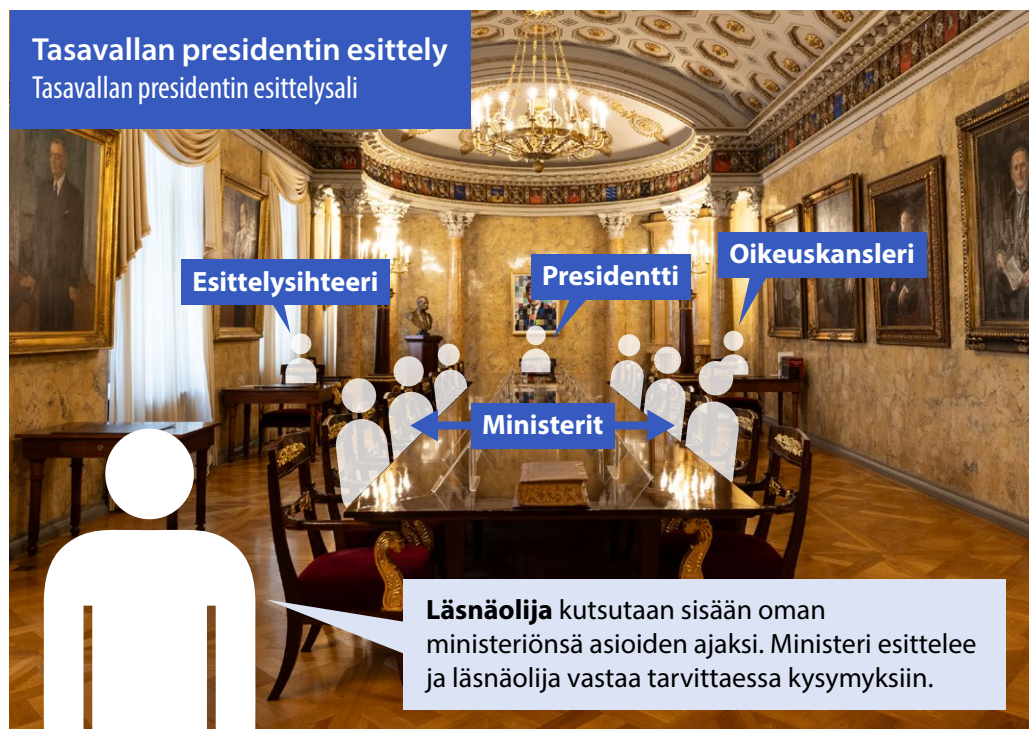 Tasavallan presidentin esittely
Tasavallan presidentin esittelysali
Esittelysihteeri
Presidentti
Oikeuskansleri
Ministerit
Läsnäolija kutsutaan sisään oman
ministeriönsä asioiden ajaksi. Ministeri esittelee
ja läsnäolija vastaa tarvittaessa kysymyksiin.